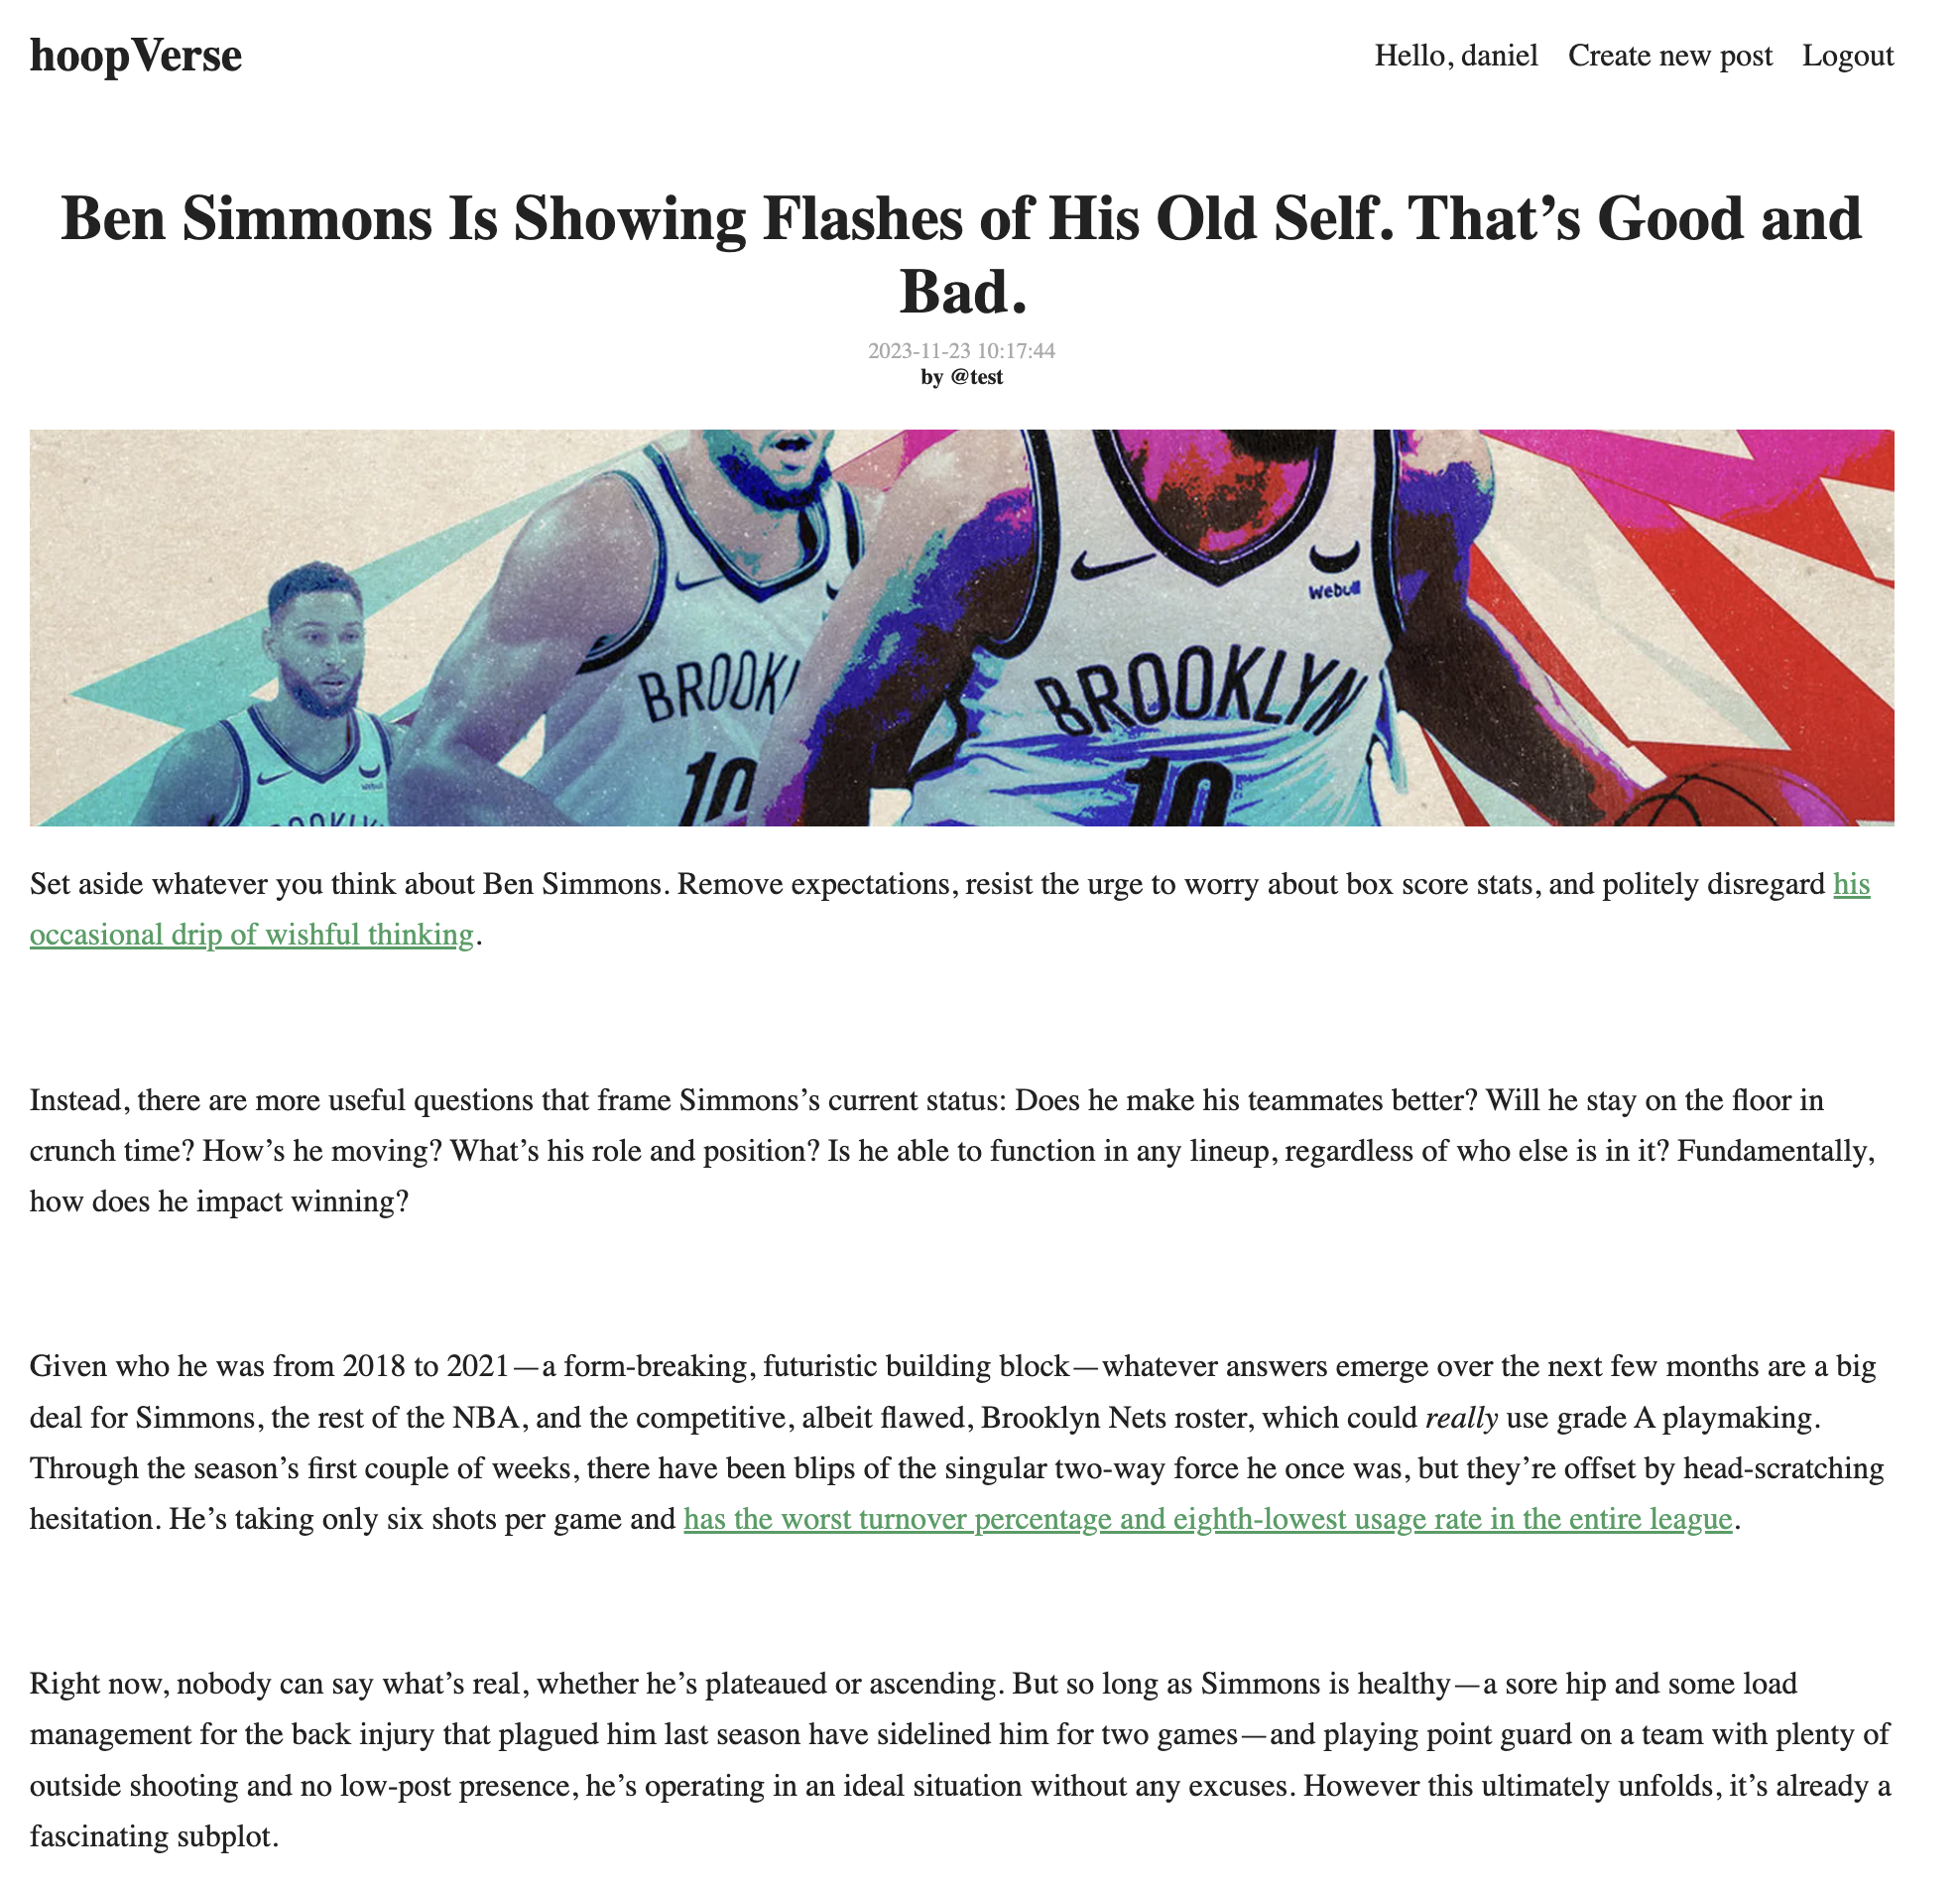 hoopVerse
Hello, daniel Create new post Logout
Ben Simmons Is Showing Flashes of His Old Self. That’s Good and
Bad.
2023-11-23 10:17:44
by @test
Webull
BROOKLYN
BROOKLYN
10
10
Webull
BROOKLYN
Set aside whatever you think about Ben Simmons. Remove expectations, resist the urge to worry about box score stats, and politely disregard his
occasional drip of wishful thinking.
Instead, there are more useful questions that frame Simmons’s current status: Does he make his teammates better? Will he stay on the floor in
crunch time? How’s he moving? What’s his role and position? Is he able to function in any lineup, regardless of who else is in it? Fundamentally,
how does he impact winning?
Given who he was from 2018 to 2021—a form-breaking, futuristic building block—whatever answers emerge over the next few months are a big
deal for Simmons, the rest of the NBA, and the competitive, albeit flawed, Brooklyn Nets roster, which could really use grade A playmaking.
Through the season’s first couple of weeks, there have been blips of the singular two-way force he once was, but they’re offset by head-scratching
hesitation. He’s taking only six shots per game and has the worst turnover percentage and eighth-lowest usage rate in the entire league.
Right now, nobody can say what’s real, whether he’s plateaued or ascending. But so long as Simmons is healthy—a sore hip and some load
management for the back injury that plagued him last season have sidelined him for two games—and playing point guard on a team with plenty of
outside shooting and no low-post presence, he’s operating in an ideal situation without any excuses. However this ultimately unfolds, it’s already a
fascinating subplot.